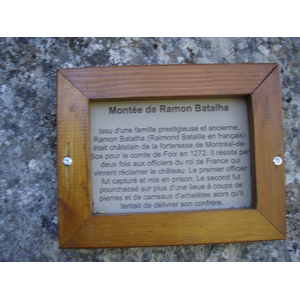 Montée de Ramon Batalha
Issu d'une famille prestigieuse et ancienne,
Ramon Batalha (Raimond Bataille en français)
était châtelain de la forteresse de Montréal-de-
Sos pour le comte de Foix en 1272. Il résista par
deux fois aux officiers du roi de France qui
vinrent réclamer le château. Le premier officier
fut capturé et mis en prison. Le second fut
pourchassé sur plus d'une lieue à coups de
pierres et de carreaux d'arbalètes alors qu'il
tentait de délivrer son confrère.